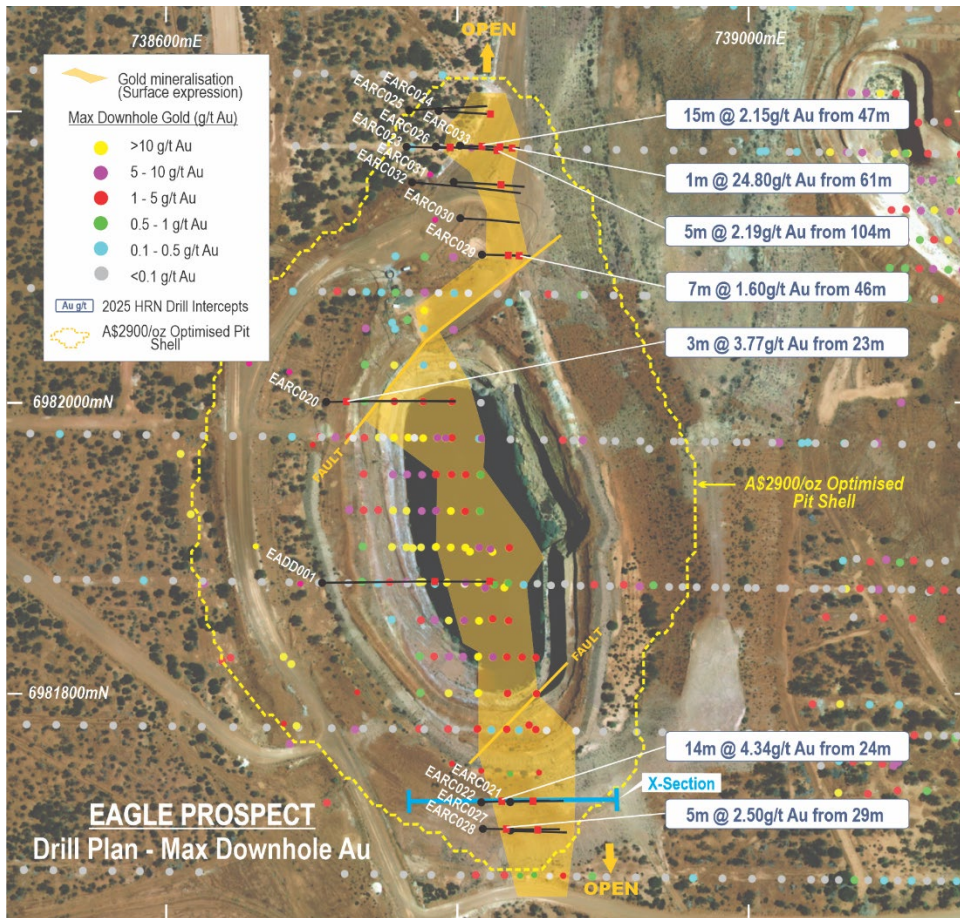 OPEN
738600mE
739000mE
Gold mineralisation
(Surface expression)
Max Downhole Gold (g/t Au)
>10 g/t Au
5 - 10 g/t Au
1 - 5 g/t Au
0.5 - 1 g/t Au
0.1 - 0.5 g/t Au
<0.1 g/t Au
Au g/t 2025 HRN Drill Intercepts
A$2900/oz Optimised Pit
Shell
EARC024
EARC025
EARC033
EARC026
EARC023
EARC031
EARC032
EARC030
EARC029
15m @ 2.15g/t Au from 47m
1m @ 24.80g/t Au from 61m
5m @ 2.19g/t Au from 104m
7m @ 1.60g/t Au from 46m
3m @ 3.77g/t Au from 23m
EARC020
6982000mN
FAULT
A$2900/oz Optimised
Pit Shell
EADD001
FAULT
6981800mN
14m @ 4.34g/t Au from 24m
EARC021
EARC022
EARC027
EARC028
X-Section
5m @ 2.50g/t Au from 29m
EAGLE PROSPECT
Drill Plan - Max Downhole Au
OPEN